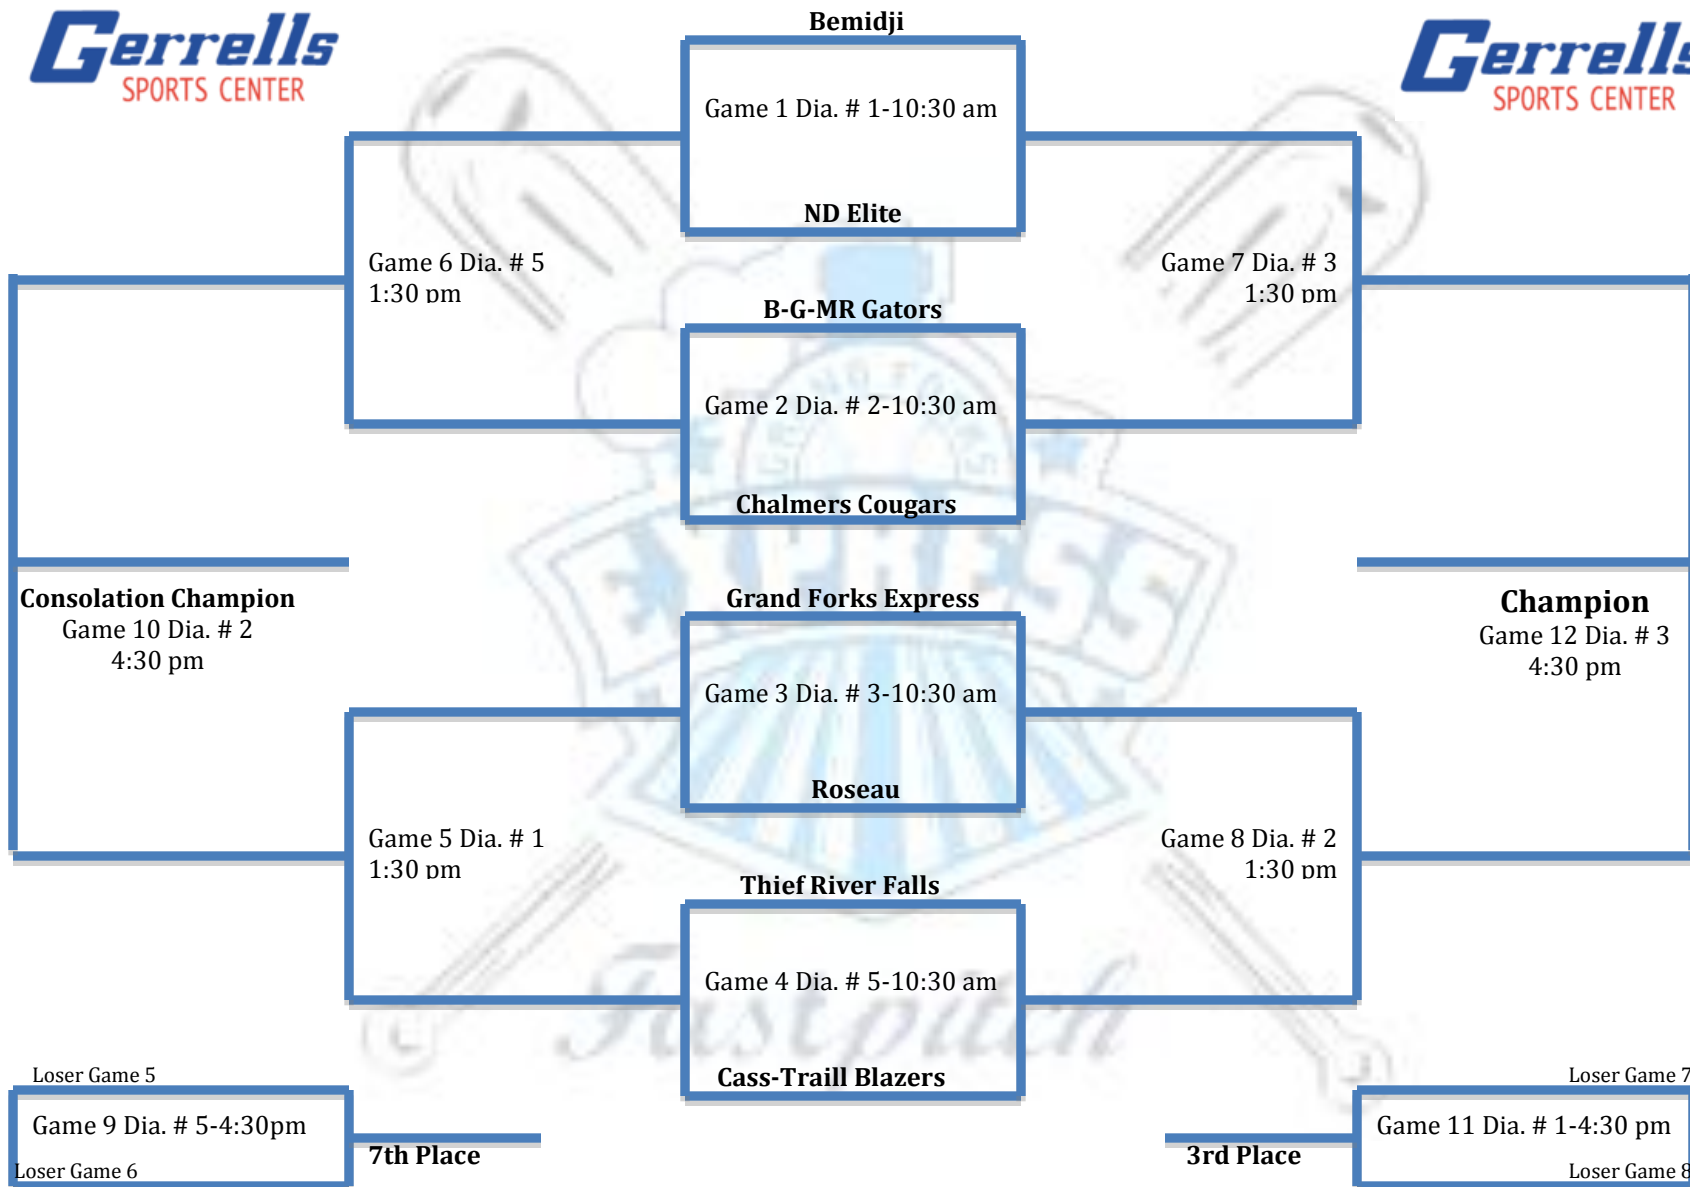 Gerrells
SPORTS CENTER
Bemidji
Gerrells
SPORTS CENTER
Game 1 Dia. # 1-10:30 am
ND Elite
Game 6 Dia. # 5
1:30 pm
Game 7 Dia. # 3
1:30 pm
B-G-MR Gators
GRAND FORKS
Game 2 Dia. # 2-10:30 am
Chalmers Cougars
EXPRESS
Consolation Champion
Game 10 Dia. # 2
4:30 pm
Grand Forks Express
Champion
Game 12 Dia. # 3
4:30 pm
Game 3 Dia. # 3-10:30 am
Roseau
Game 5 Dia. # 1
1:30 pm
Game 8 Dia. # 2
1:30 pm
Thief River Falls
Game 4 Dia. # 5-10:30 am
Fastpitch
Cass-Traill Blazers
Loser Game 5
Game 9 Dia. # 5-4:30pm
Loser Game 6
7th Place
Loser Game 7
Game 11 Dia. # 1-4:30 pm
Loser Game 8
3rd Place